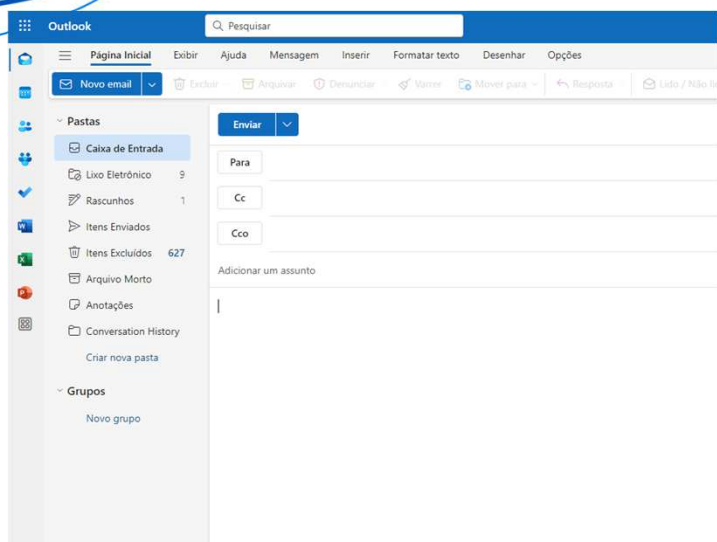 Outlook
Pesquisar
Página Inicial Exibir Ajuda Mensagem Inserir Formatar texto Desenhar Opções
Novo email Excluir Arquivar Denunciar Varrer Mover para Resposta Lido / Não
Pastas
Caixa de Entrada
Lixo Eletrônico 9
Rascunhos 1
Itens Enviados
Itens Excluídos 627
Arquivo Morto
Anotações
Conversation History
Criar nova pasta
Grupos
Novo grupo
Enviar
Para
Cc
Cco
Adicionar um assunto